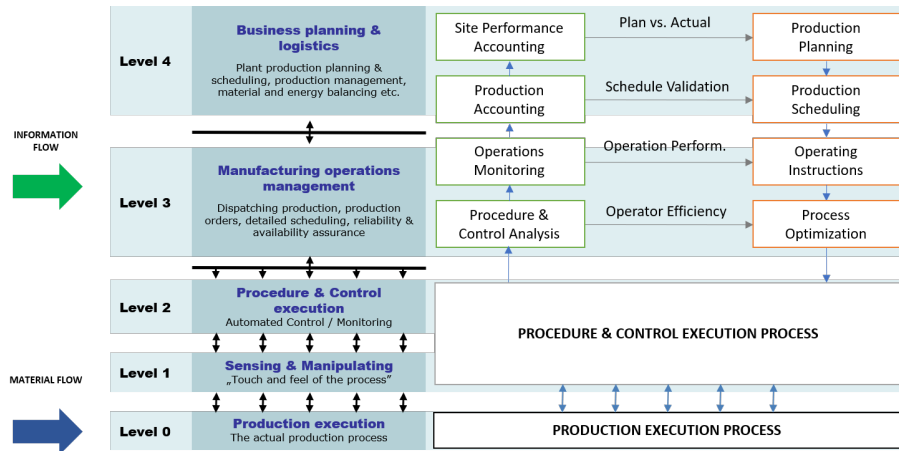 Level 4
Business planning &
logistics
Plant production planning &
scheduling, production management,
material and energy balancing etc.
Site Performance
Accounting
Plan vs. Actual
Production
Planning
Production
Accounting
Schedule Validation
Production
Scheduling
INFORMATION
FLOW
Level 3
Manufacturing operations
management
Dispatching production, production
orders, detailed scheduling, reliability &
availability assurance
Operations
Monitoring
Operation Perform.
Operating
Instructions
Procedure &
Control Analysis
Operator Efficiency
Process
Optimization
Level 2
Procedure & Control
execution
Automated Control / Monitoring
PROCEDURE & CONTROL EXECUTION PROCESS
Level 1
Sensing & Manipulating
„Touch and feel of the process”
MATERIAL FLOW
Level 0
Production execution
The actual production process
PRODUCTION EXECUTION PROCESS